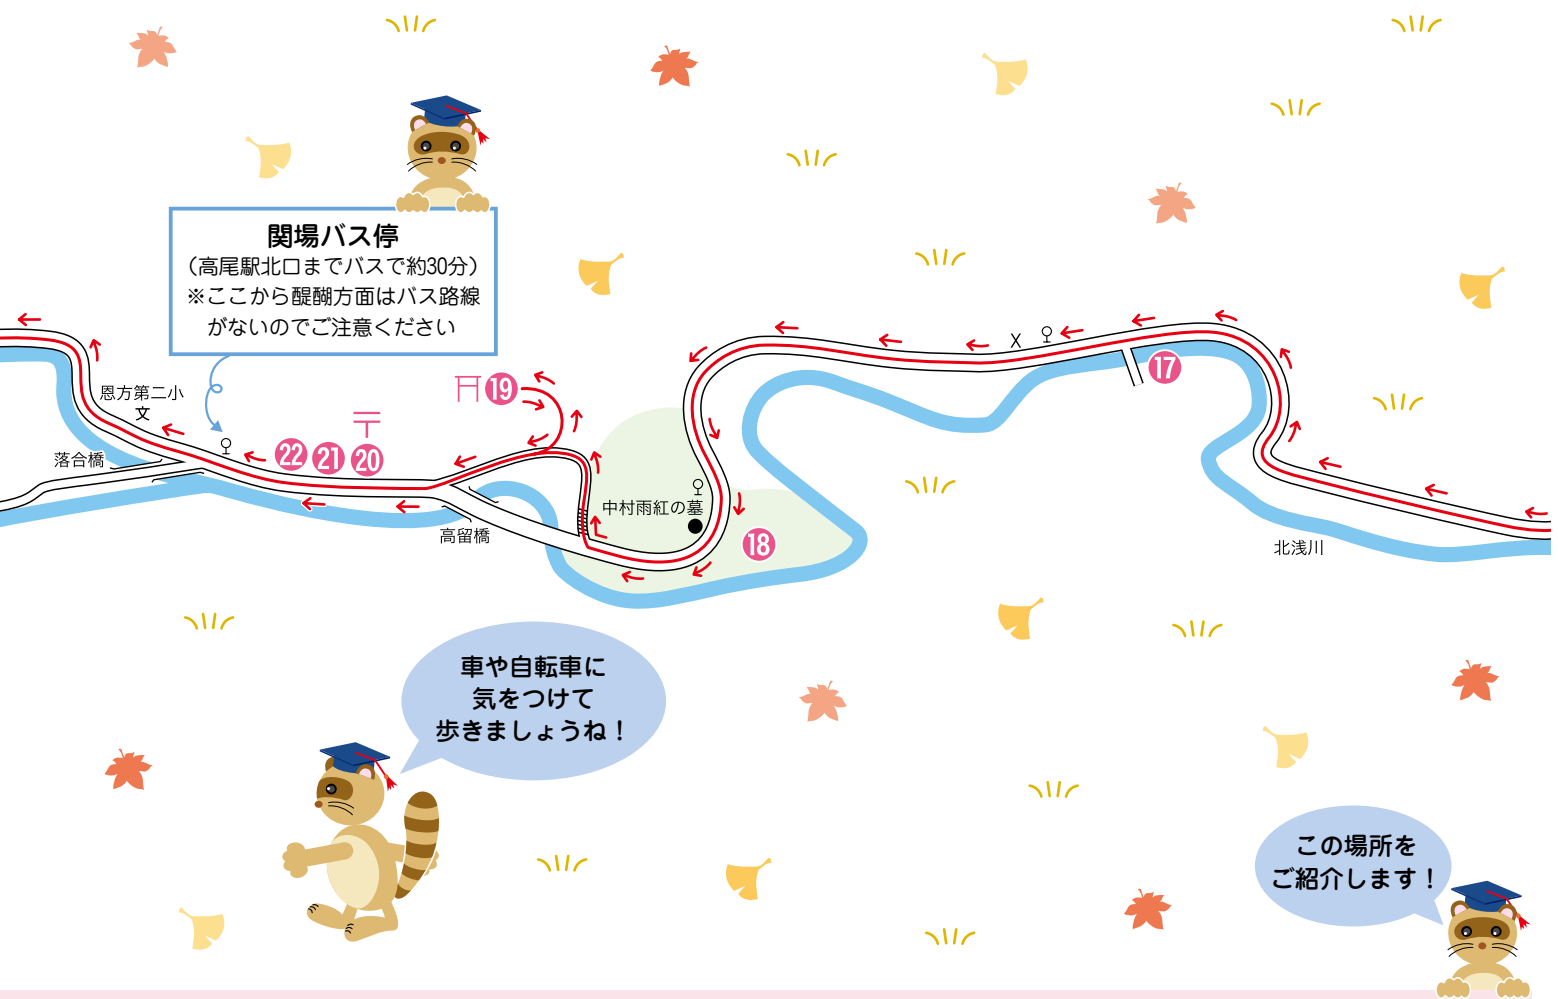 関場バス停
（高尾駅北口までバスで約30分）
※ここから醍醐方面はバス路線
がないのでご注意ください
恩方第二小
文
落合橋
22
21
20
19
高留橋
中村雨紅の墓
18
17
北浅川
車や自転車に
気をつけて
歩きましょうね！
この場所を
ご紹介します！